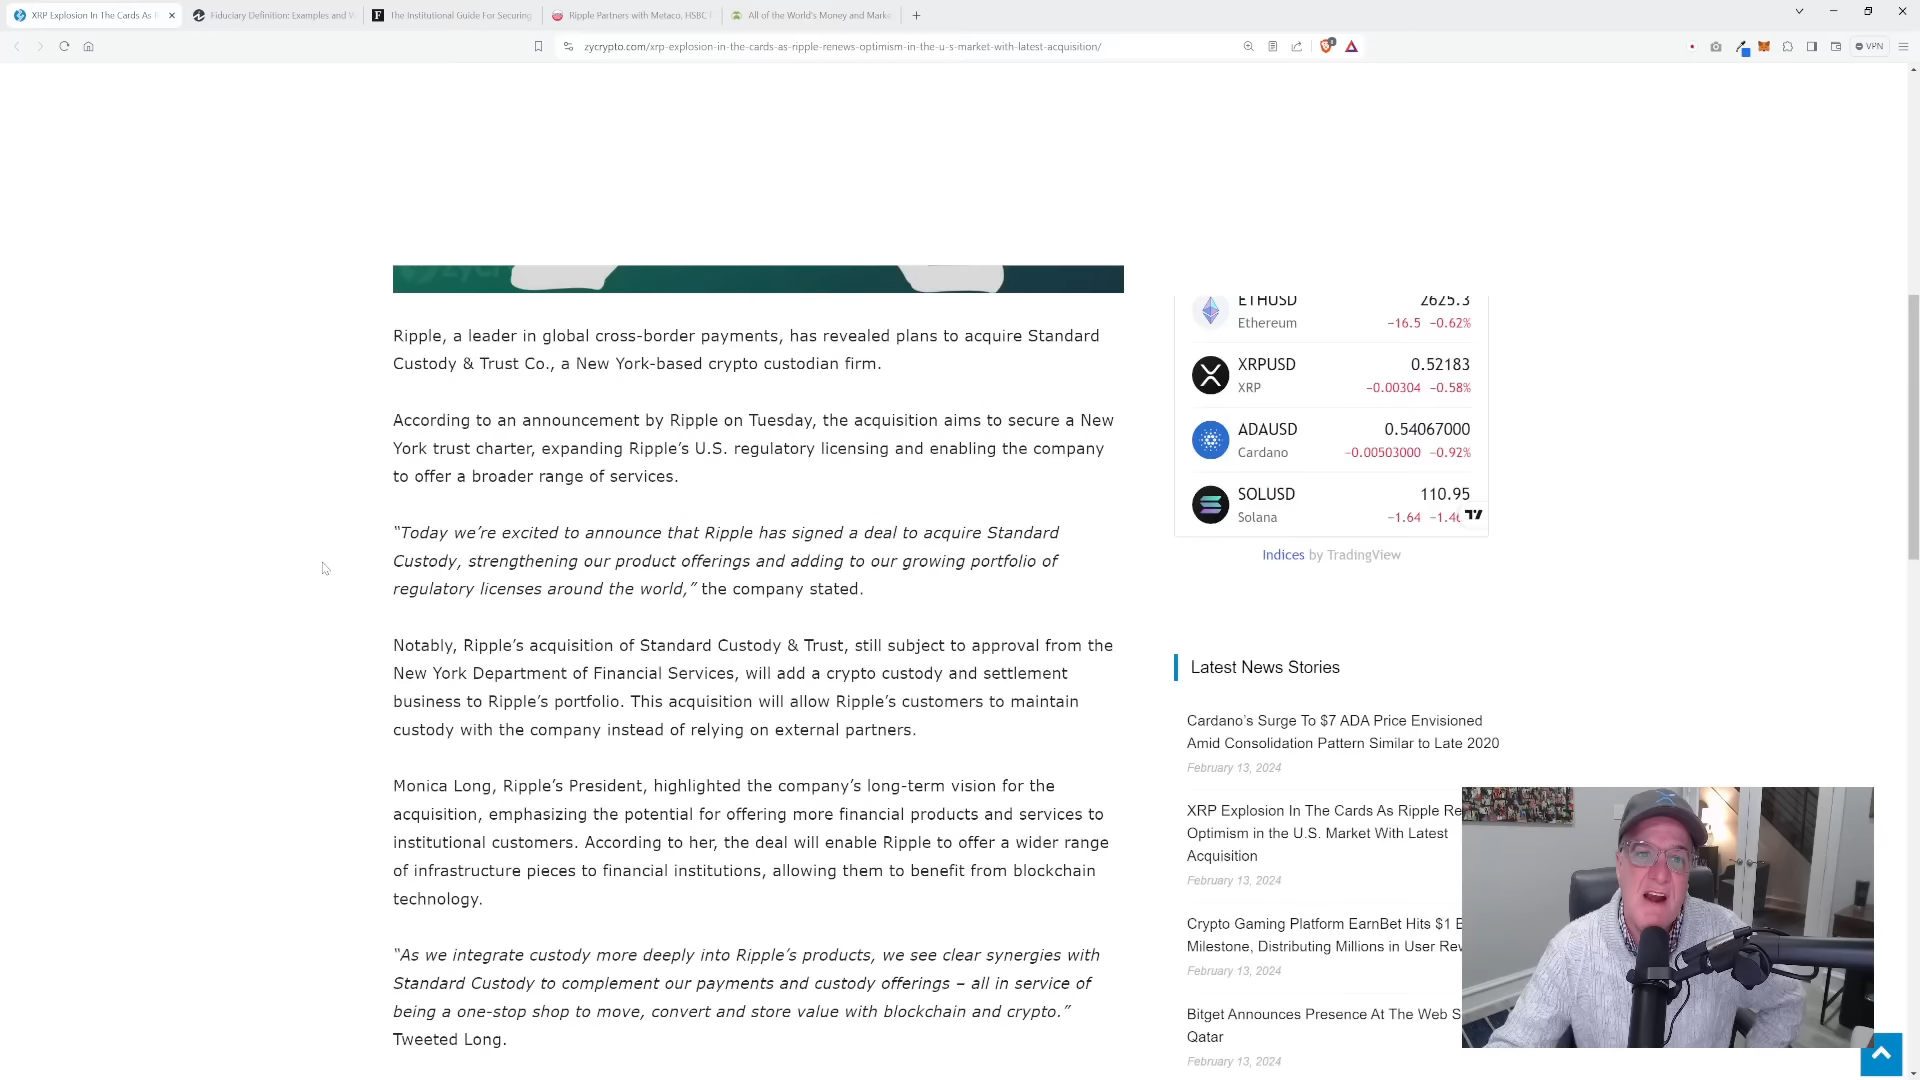 XRP Explosion In The Cards As
Fiduciary Definition: Examples and
The Institutional Guide For Securing
Ripple Partners with Metaco, HSBC
All of the World's Money and Mark
zycrypto.com/xrp-explosion-in-the-cards-as-ripple-renews-optimism-in-the-u-s-market-with-latest-acquisition/
VPN
Ripple, a leader in global cross-border payments, has revealed plans to acquire Standard
Custody & Trust Co., a New York-based crypto custodian firm.
According to an announcement by Ripple on Tuesday, the acquisition aims to secure a New
York trust charter, expanding Ripple’s U.S. regulatory licensing and enabling the company
to offer a broader range of services.
“Today we’re excited to announce that Ripple has signed a deal to acquire Standard
Custody, strengthening our product offerings and adding to our growing portfolio of
regulatory licenses around the world,” the company stated.
Notably, Ripple’s acquisition of Standard Custody & Trust, still subject to approval from the
New York Department of Financial Services, will add a crypto custody and settlement
business to Ripple’s portfolio. This acquisition will allow Ripple’s customers to maintain
custody with the company instead of relying on external partners.
Monica Long, Ripple’s President, highlighted the company’s long-term vision for the
acquisition, emphasizing the potential for offering more financial products and services to
institutional customers. According to her, the deal will enable Ripple to offer a wider range
of infrastructure pieces to financial institutions, allowing them to benefit from blockchain
technology.
“As we integrate custody more deeply into Ripple’s products, we see clear synergies with
Standard Custody to complement our payments and custody offerings – all in service of
being a one-stop shop to move, convert and store value with blockchain and crypto.”
Tweeted Long.
ETHUSD 2625.3
Ethereum −16.5 −0.62%
XRPUSD 0.52183
XRP −0.00304 −0.58%
ADAUSD 0.54067000
Cardano −0.00503000 −0.92%
SOLUSD 110.95
Solana −1.64 −1.4
Indices by TradingView
Latest News Stories
Cardano’s Surge To $7 ADA Price Envisioned
Amid Consolidation Pattern Similar to Late 2020
February 13, 2024
XRP Explosion In The Cards As Ripple Re
Optimism in the U.S. Market With Latest
Acquisition
February 13, 2024
Crypto Gaming Platform EarnBet Hits $1 B
Milestone, Distributing Millions in User Rew
February 13, 2024
Bitget Announces Presence At The Web S
Qatar
February 13, 2024